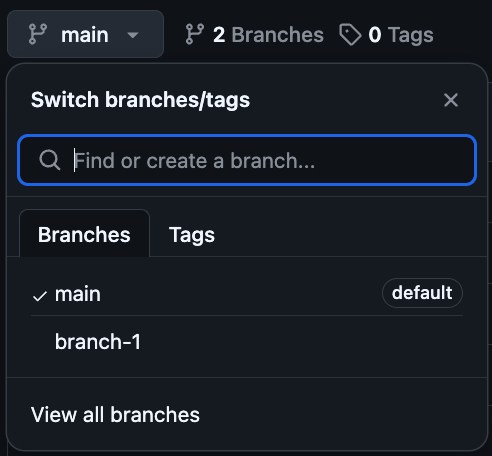 main 2 Branches 0 Tags
Switch branches/tags
Find or create a branch...
Branches Tags
main default
branch-1
View all branches